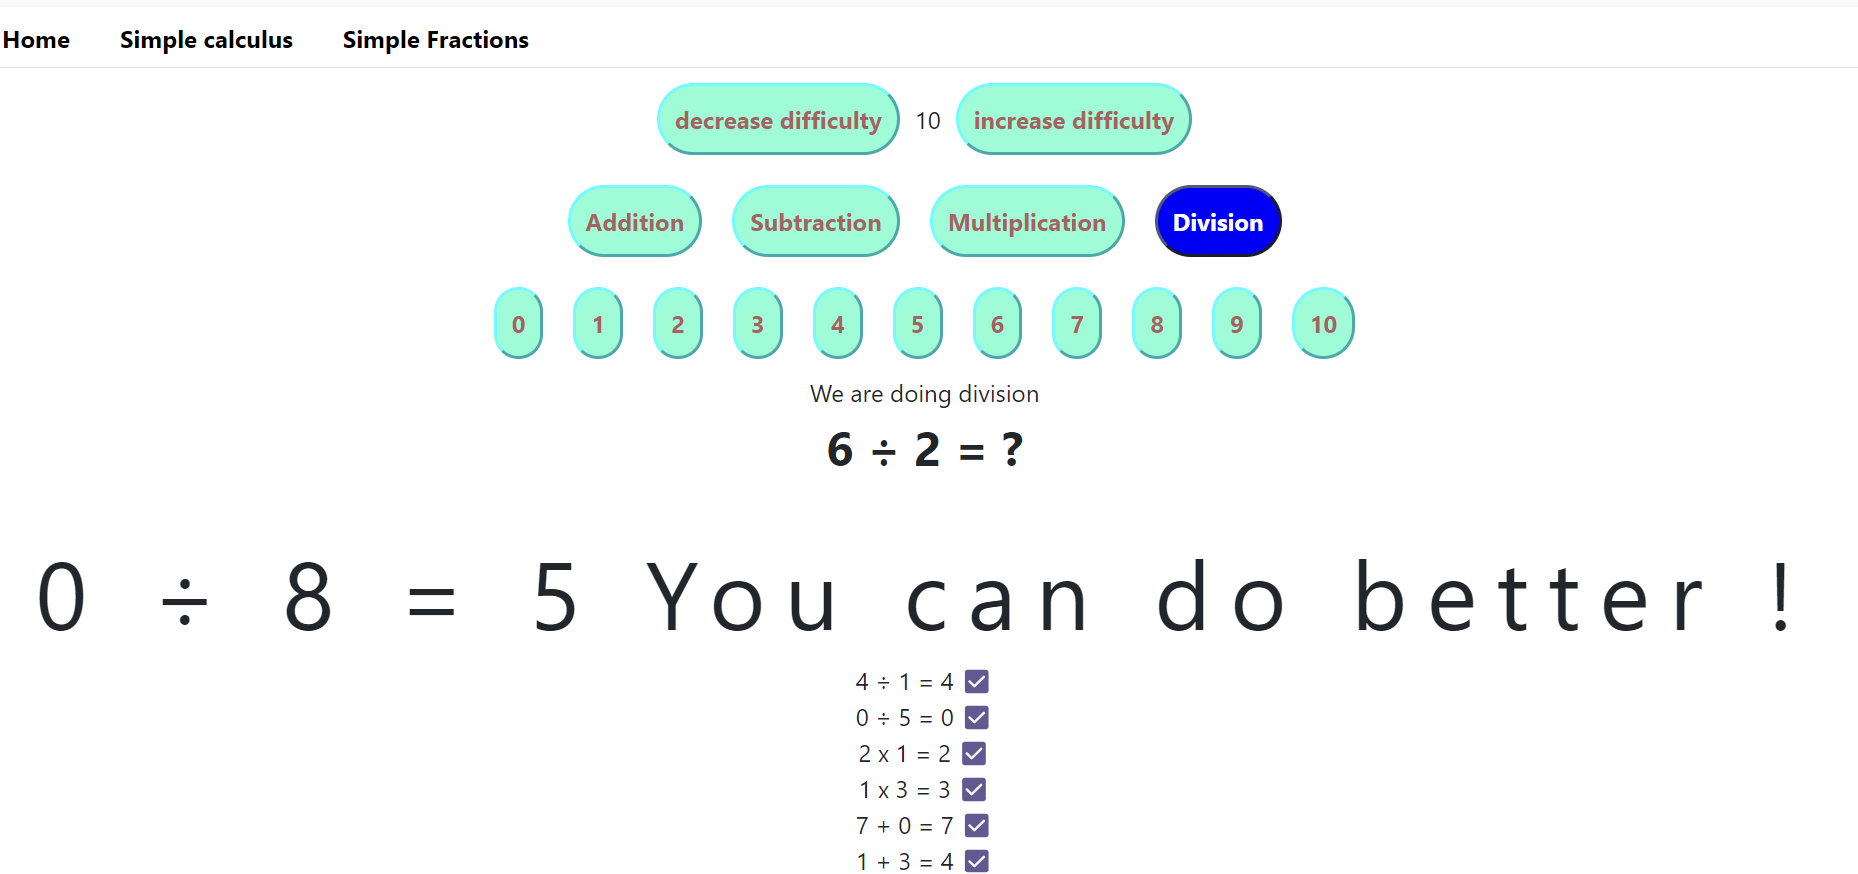 Home Simple calculus Simple Fractions
decrease difficulty 10 increase difficulty
Addition Subtraction Multiplication Division
0 1 2 3 4 5 6 7 8 9 10
We are doing division
6 ÷ 2 = ?
0 ÷ 8 = 5 You can do better !
4 ÷ 1 = 4
0 ÷ 5 = 0
2 x 1 = 2
1 x 3 = 3
7 + 0 = 7
1 + 3 = 4